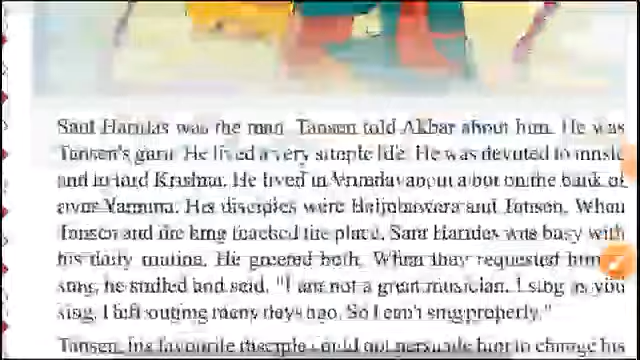 Sant Haridas was the man. Tansen told Akbar about him. He was
Tansen's guru. He lived a very simple life. He was devoted to music
and to lord Krishna. He lived in Vrindavan in a hot on the bank of
river Yamuna. His disciples were Baijubawara and Tansen. When
Tansen and the king reached the place, Sant Haridas was busy with
his daily routine. He greeted both. When they requested him
sing, he smiled and said, "I am not a great musician. I sing as you
sing. I left singing many days ago. So I can't sing properly."
Tansen, his favourite disciple could not persuade him to change his